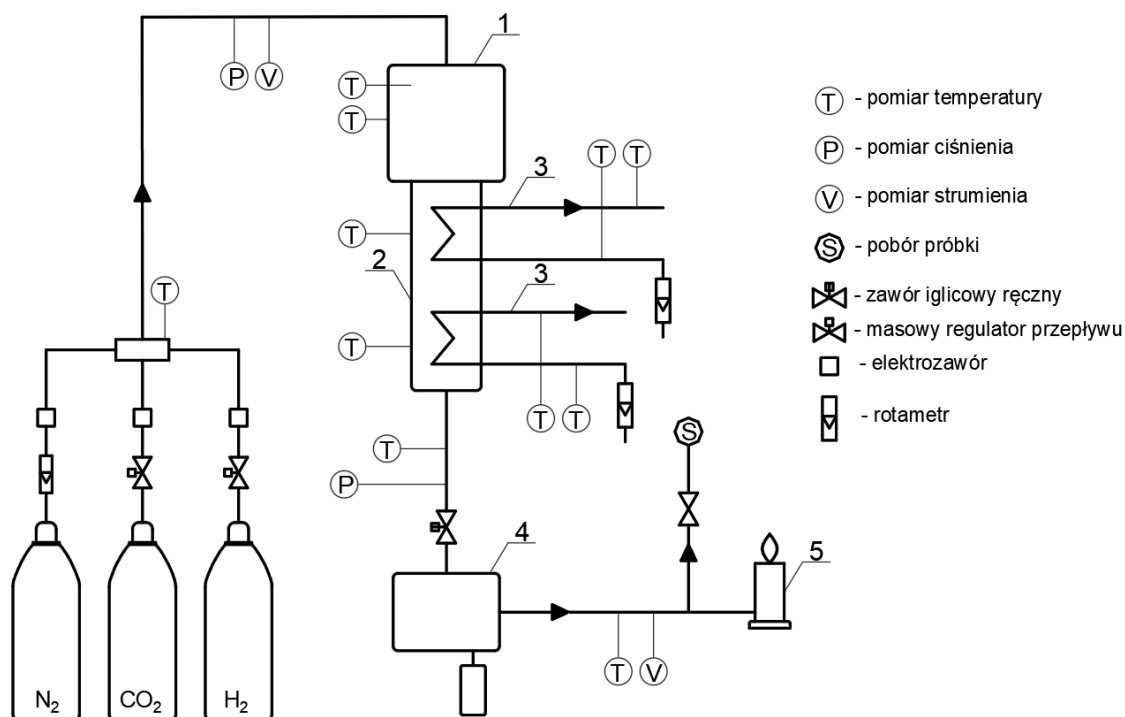 1
P V
T
T
T T
3
T - pomiar temperatury
P - pomiar ciśnienia
V - pomiar strumienia
S - pobór próbki
- zawór iglicowy ręczny
- masowy regulator przepływu
- elektrozawór
- rotametr
T
2
3
T
T
T T
T
P
S
4
5
T V
N₂ CO₂ H₂